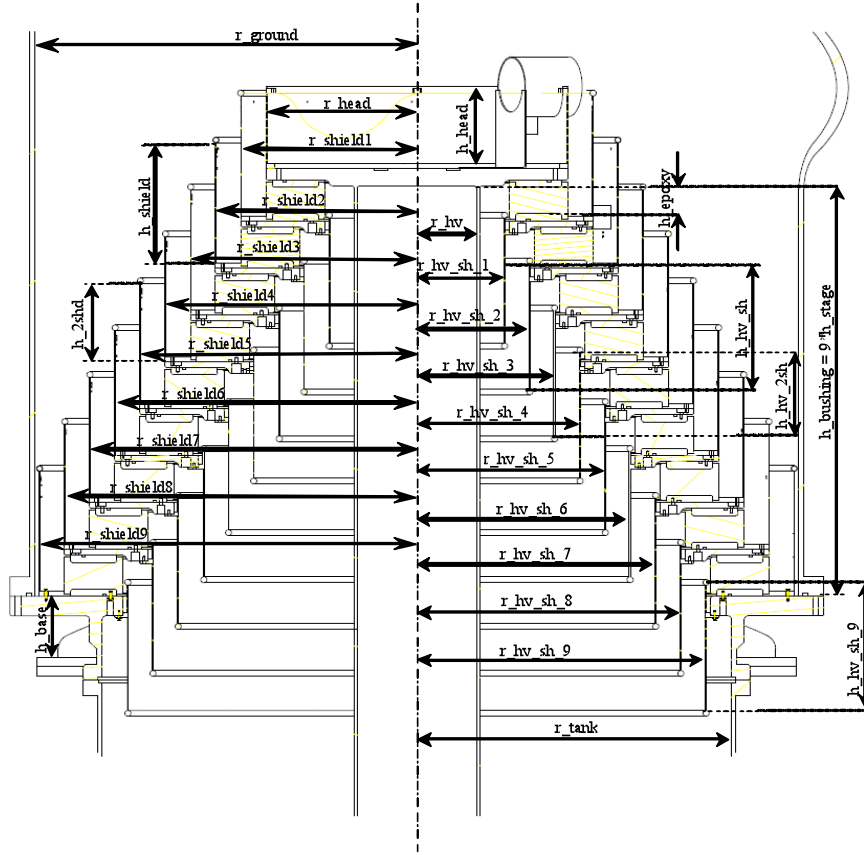 r_ground
r_head
h_head
r_shield1
h_shield
r_shield2
h_epoxy
r_hv
r_shield3
r_hv_sh_1
r_shield4
r_hv_sh_2
h_hv_sh
h_2shd
r_shield5
h_bushing = 9*h_stage
r_hv_sh_3
h_hv_2sh
r_shield6
r_hv_sh_4
r_shield7
r_hv_sh_5
r_shield8
r_hv_sh_6
r_shield9
r_hv_sh_7
h_base
r_hv_sh_8
h_hv_sh_9
r_hv_sh_9
r_tank